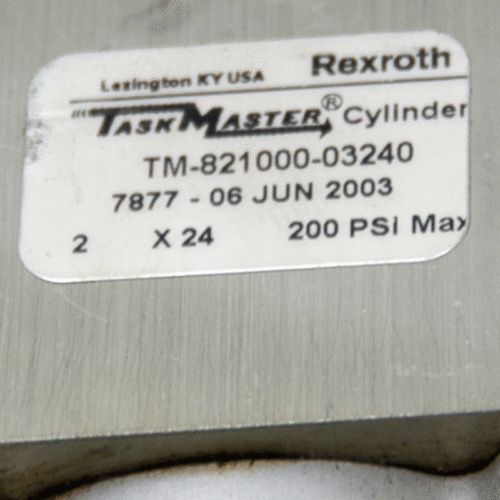 Lexington KY USA Rexroth
TASKMASTER® Cylinder
TM-821000-03240
7877 - 06 JUN 2003
2 X 24 200 PSi Max